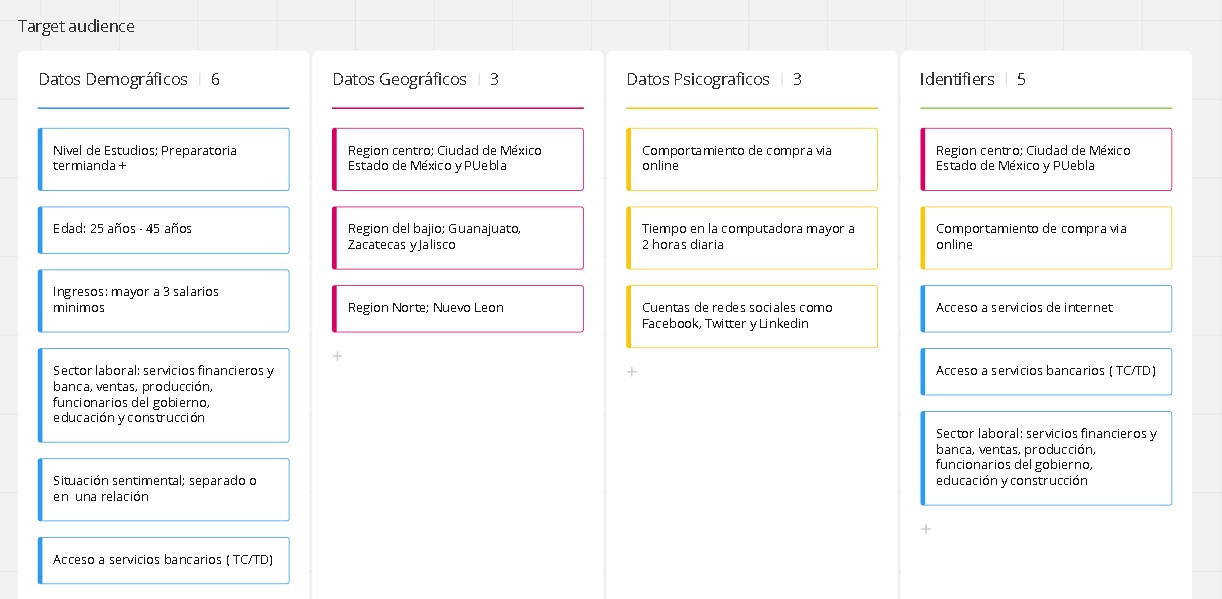 Target audience
Datos Demográficos | 6
Nivel de Estudios; Preparatoria
termianda +
Edad: 25 años - 45 años
Ingresos: mayor a 3 salarios
minimos
Sector laboral: servicios financieros y
banca, ventas, producción,
funcionarios del gobierno,
educación y construcción
Situación sentimental; separado o
en una relación
Acceso a servicios bancarios ( TC/TD)
Datos Geográficos | 3
Region centro; Ciudad de México
Estado de México y PUebla
Region del bajio; Guanajuato,
Zacatecas y Jalisco
Region Norte; Nuevo Leon
+
Datos Psicograficos | 3
Comportamiento de compra via
online
Tiempo en la computadora mayor a
2 horas diaria
Cuentas de redes sociales como
Facebook, Twitter y Linkedin
+
Identifiers | 5
Region centro; Ciudad de México
Estado de México y PUebla
Comportamiento de compra via
online
Acceso a servicios de internet
Acceso a servicios bancarios ( TC/TD)
Sector laboral: servicios financieros y
banca, ventas, producción,
funcionarios del gobierno,
educación y construcción
+